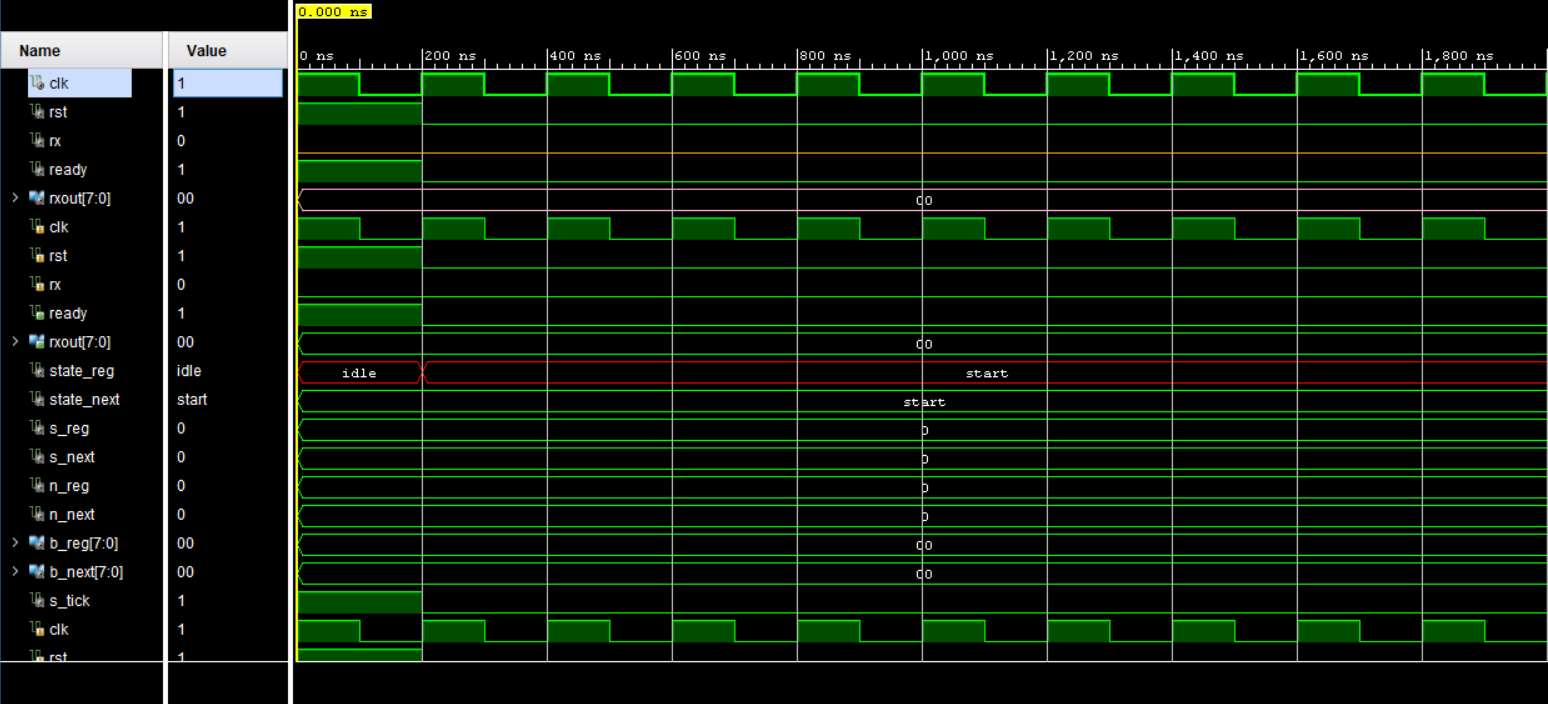 0.000 ns
Name Value
0 ns 200 ns 400 ns 600 ns 800 ns 1,000 ns 1,200 ns 1,400 ns 1,600 ns 1,800 ns
clk 1
rst 1
rx 0
ready 1
rxout[7:0] 00 00
clk 1
rst 1
rx 0
ready 1
rxout[7:0] 00 00
state_reg idle idle start
state_next start start
s_reg 0 0
s_next 0 0
n_reg 0 0
n_next 0 0
b_reg[7:0] 00 00
b_next[7:0] 00 00
s_tick 1
clk 1
rst 1